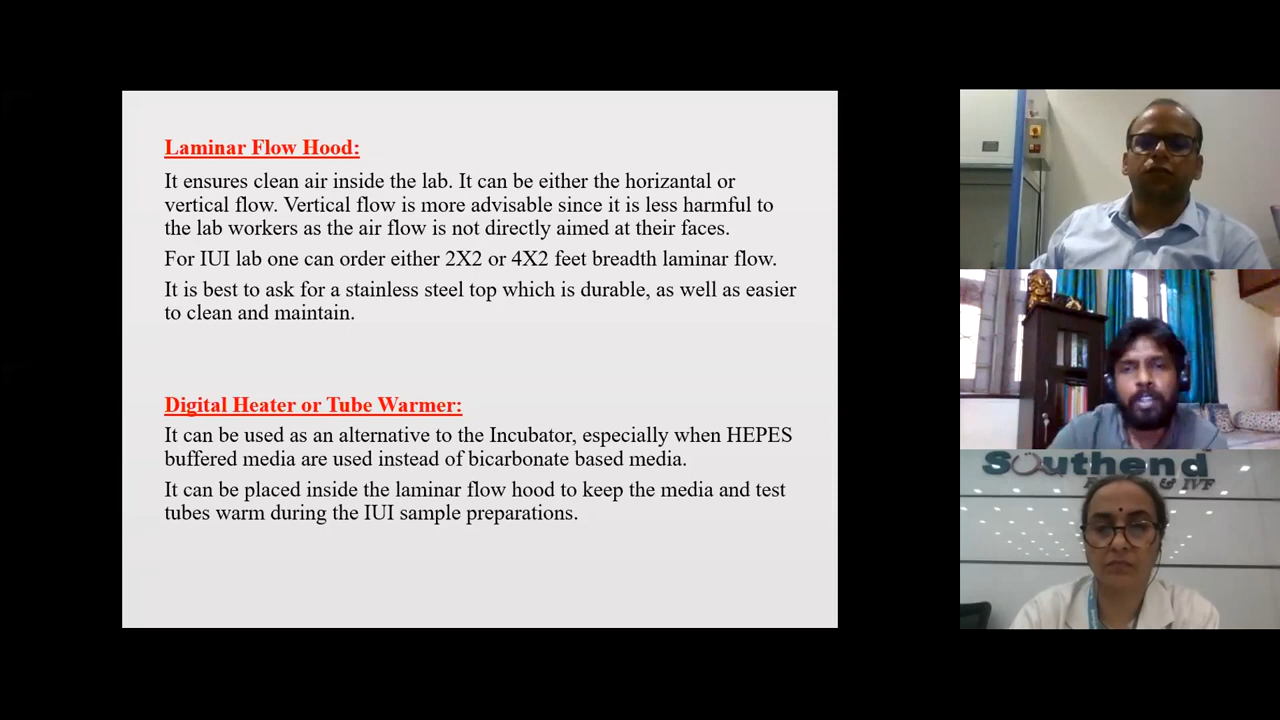 Laminar Flow Hood:
It ensures clean air inside the lab. It can be either the horizantal or
vertical flow. Vertical flow is more advisable since it is less harmful to
the lab workers as the air flow is not directly aimed at their faces.
For IUI lab one can order either 2X2 or 4X2 feet breadth laminar flow.
It is best to ask for a stainless steel top which is durable, as well as easier
to clean and maintain.
Digital Heater or Tube Warmer:
It can be used as an alternative to the Incubator, especially when HEPES
buffered media are used instead of bicarbonate based media.
It can be placed inside the laminar flow hood to keep the media and test
tubes warm during the IUI sample preparations.
Southend
& IVF